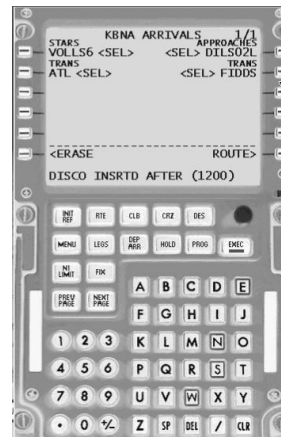 KBNA ARRIVALS 1/1
STARS APPROACHES
VOLLS6 <SEL> <SEL> DILS02L
TRANS TRANS
ATL <SEL> <SEL> FIDDS
<ERASE ROUTE>
DISCO INSRTD AFTER (1200)
INIT REF RTE CLB CRZ DES
MENU LEGS DEP ARR HOLD PROG EXEC
N1 LIMIT FIX
PREV PAGE NEXT PAGE
A B C D E
F G H I J
1 2 3 K L M N O
4 5 6 P Q R S T
7 8 9 U V W X Y
. 0 +/- Z SP DEL / CLR